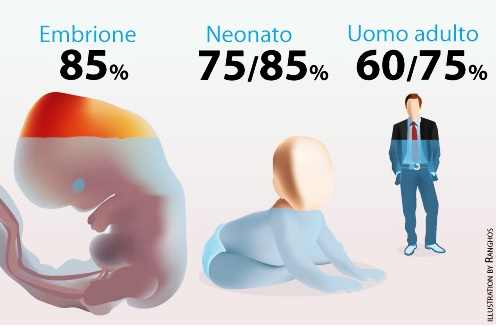 Embrione
85%
Neonato
75/85%
Uomo adulto
60/75%
ILLUSTRATION BY RANGHOS